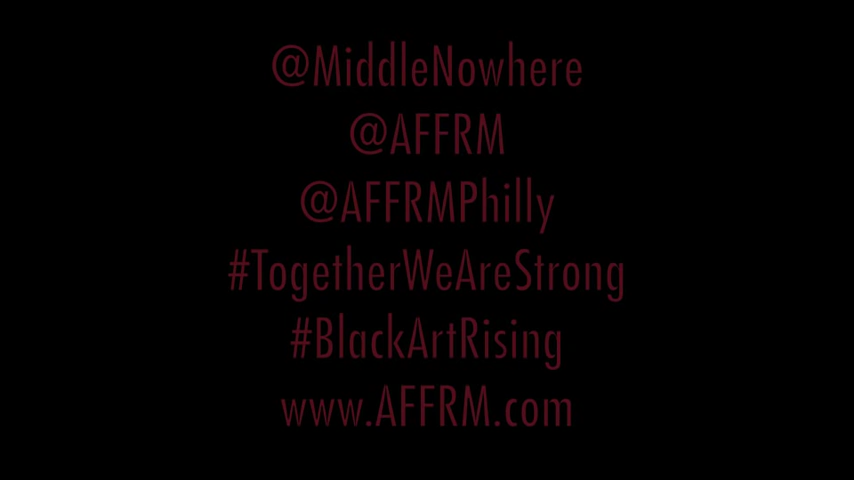 @MiddleNowhere
@AFFRM
@AFFRMPhilly
#TogetherWeAreStrong
#BlackArtRising
www.AFFRM.com